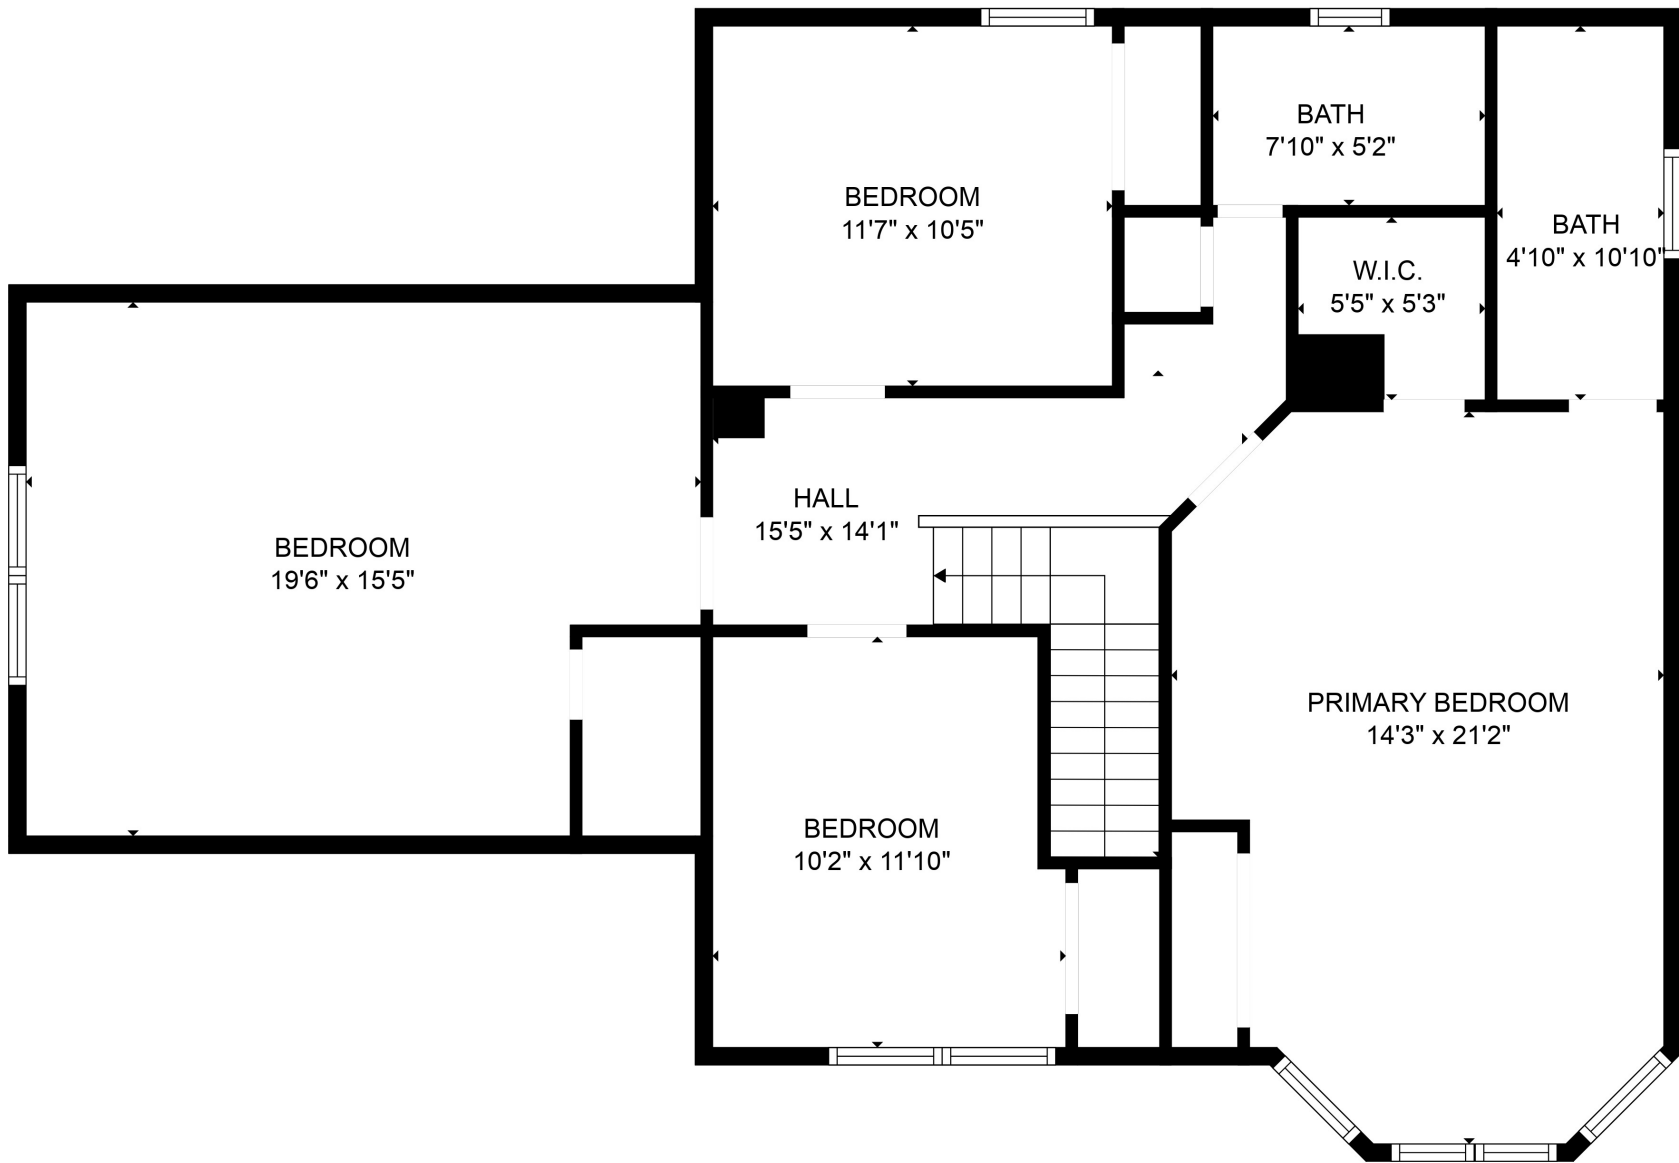 BATH
7'10" x 5'2"
BEDROOM
11'7" x 10'5"
BATH
4'10" x 10'10"
W.I.C.
5'5" x 5'3"
HALL
15'5" x 14'1"
BEDROOM
19'6" x 15'5"
PRIMARY BEDROOM
14'3" x 21'2"
BEDROOM
10'2" x 11'10"